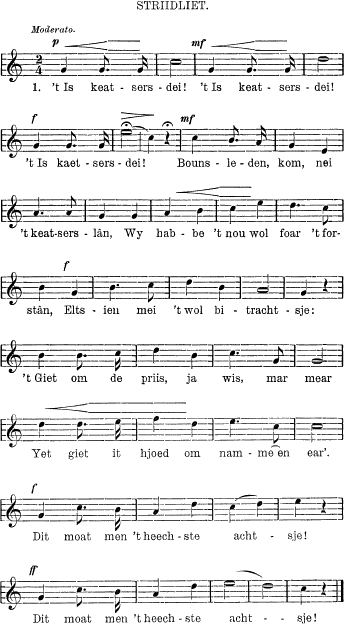 STRIIDLIET.
Moderato.
p mf
1. 't Is keat - sers - dei! 't Is keat - sers - dei!
f mf
't Is kaet - sers - dei! Bouns - le - den, kom, nei
't keat-sers - lân, Wy hab - be 't nou wol foar 't for-
f
stân, Elts - ien mei 't wol bi - tracht - sje:
't Giet om de priis, ja wis, mar mear
Yet giet it hjoed om nam - me en ear'.
f
Dit moat men 't heech - ste acht - sje!
ff
Dit moat men 't heech - ste acht - sje!